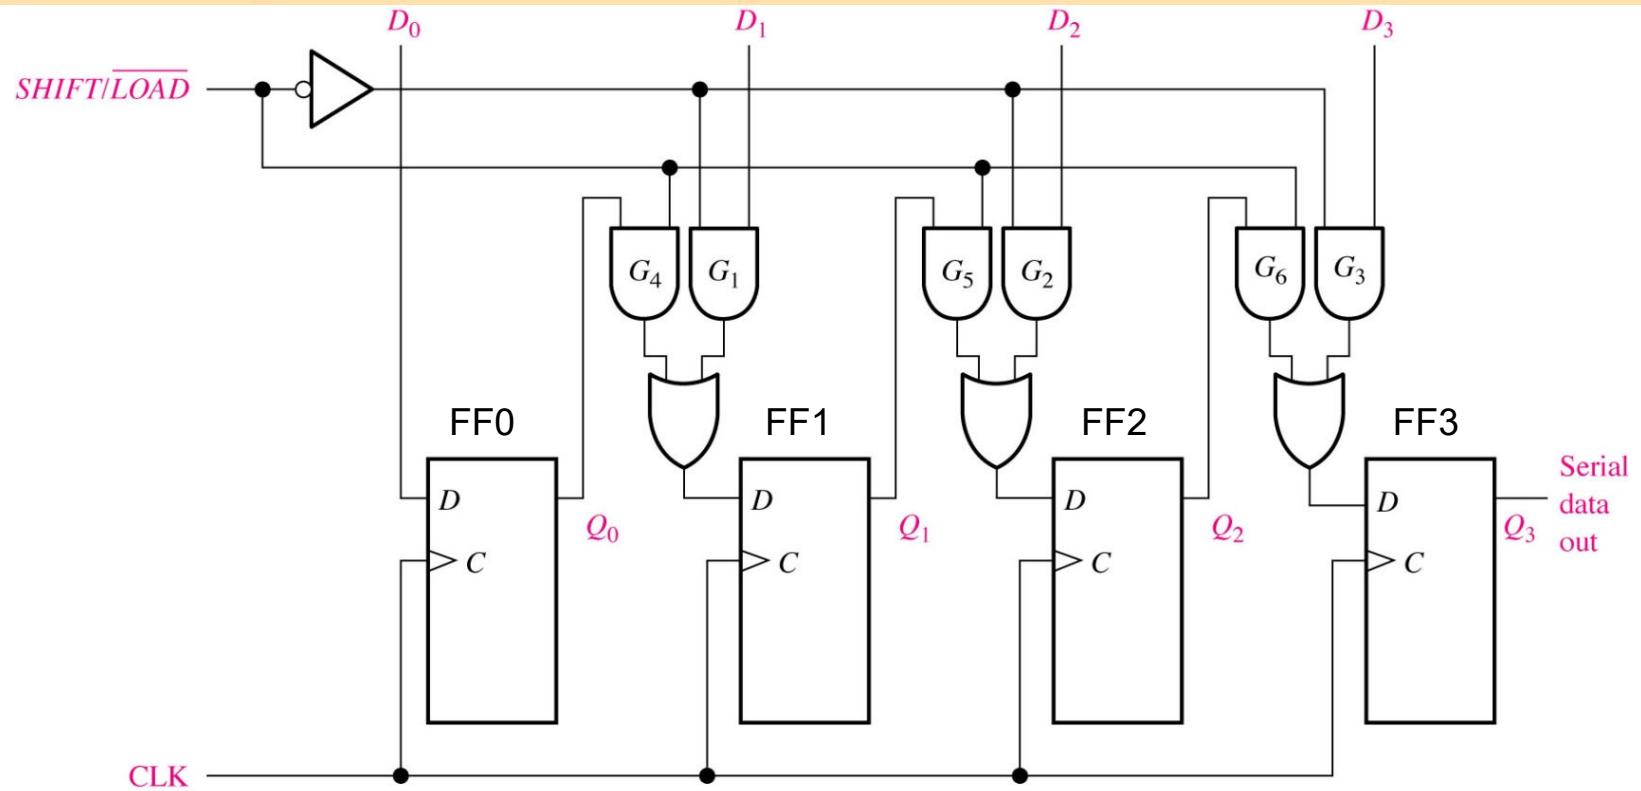 D₀ D₁ D₂ D₃
SHIFT/L̅O̅A̅D̅
G₄ G₁ G₅ G₂ G₆ G₃
FF0 FF1 FF2 FF3
D Q₀ D Q₁ D Q₂ D Q₃
Serial
data
out
C C C C
CLK